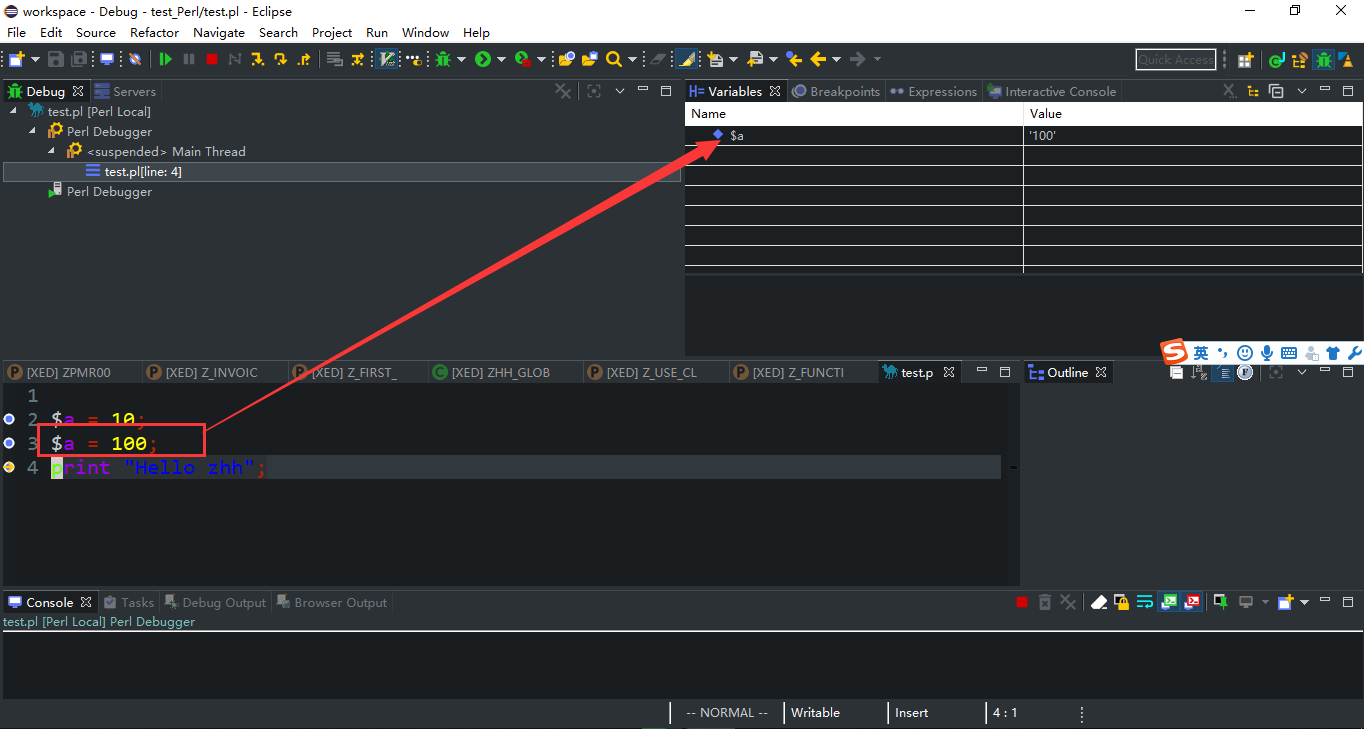 workspace - Debug - test_Perl/test.pl - Eclipse
File Edit Source Refactor Navigate Search Project Run Window Help
Quick Access
Debug Servers
test.pl [Perl Local]
Perl Debugger
<suspended> Main Thread
test.pl[line: 4]
Perl Debugger
Variables Breakpoints Expressions Interactive Console
Name Value
$a '100'
英
[XED] ZPMR00 [XED] Z_INVOIC [XED] Z_FIRST_ [XED] ZHH_GLOB [XED] Z_USE_CL [XED] Z_FUNCTI test.p
Outline
1
2 $a = 10;
3 $a = 100;
4 print "Hello zhh";
Console Tasks Debug Output Browser Output
test.pl [Perl Local] Perl Debugger
-- NORMAL -- Writable Insert 4 : 1